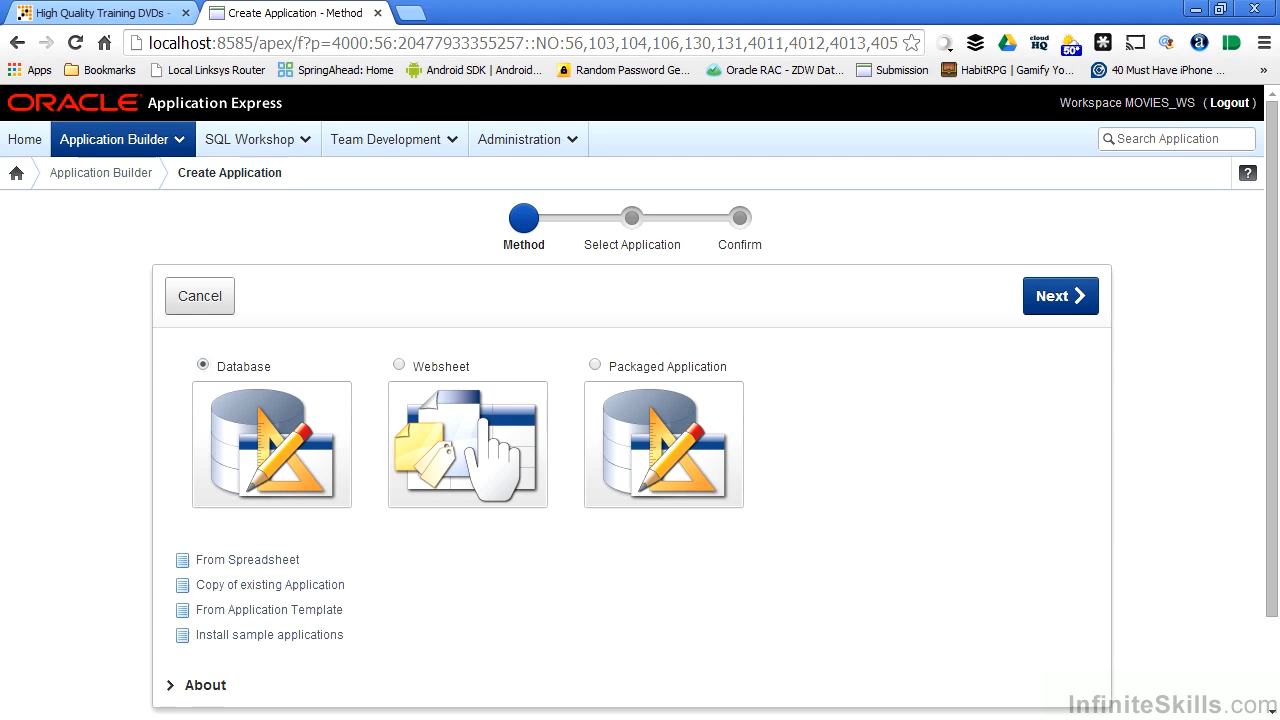 High Quality Training DVDs -
Create Application - Method
localhost:8585/apex/f?p=4000:56:20477933355257::NO:56,103,104,106,130,131,4011,4012,4013,405
50°
cloud HQ
Apps Bookmarks Local Linksys Router SpringAhead: Home Android SDK | Android... Random Password Ge... Oracle RAC - ZDW Dat... Submission HabitRPG | Gamify Yo... 40 Must Have iPhone ... »
ORACLE Application Express
Workspace MOVIES_WS ( Logout )
Home Application Builder SQL Workshop Team Development Administration Search Application
Application Builder Create Application ?
Method Select Application Confirm
Cancel Next
Database Websheet Packaged Application
From Spreadsheet
Copy of existing Application
From Application Template
Install sample applications
About
InfiniteSkills.com